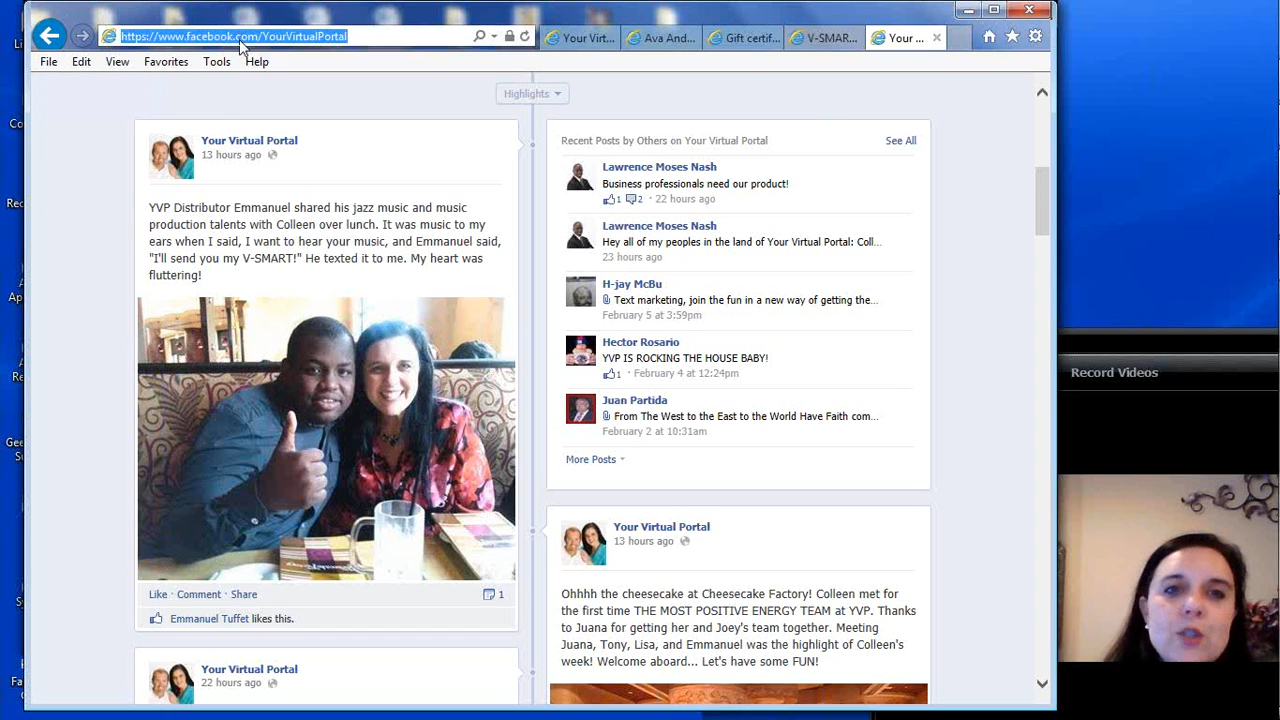 https://www.facebook.com/YourVirtualPortal
Your Virt...
Ava And...
Gift certif...
V-SMAR...
Your ...
File Edit View Favorites Tools Help
Highlights
Your Virtual Portal
13 hours ago
YVP Distributor Emmanuel shared his jazz music and music
production talents with Colleen over lunch. It was music to my
ears when I said, I want to hear your music, and Emmanuel said,
"I'll send you my V-SMART!" He texted it to me. My heart was
fluttering!
Like · Comment · Share
1
Emmanuel Tuffet likes this.
Your Virtual Portal
22 hours ago
Recent Posts by Others on Your Virtual Portal
See All
Lawrence Moses Nash
Business professionals need our product!
1 2 · 22 hours ago
Lawrence Moses Nash
Hey all of my peoples in the land of Your Virtual Portal: Coll...
23 hours ago
H-jay McBu
Text marketing, join the fun in a new way of getting the...
February 5 at 3:59pm
Hector Rosario
YVP IS ROCKING THE HOUSE BABY!
1 · February 4 at 12:24pm
Juan Partida
From The West to the East to the World Have Faith com...
February 2 at 10:31am
More Posts
Your Virtual Portal
13 hours ago
Ohhhh the cheesecake at Cheesecake Factory! Colleen met for
the first time THE MOST POSITIVE ENERGY TEAM at YVP. Thanks
to Juana for getting her and Joey's team together. Meeting
Juana, Tony, Lisa, and Emmanuel was the highlight of Colleen's
week! Welcome aboard... Let's have some FUN!
Record Videos